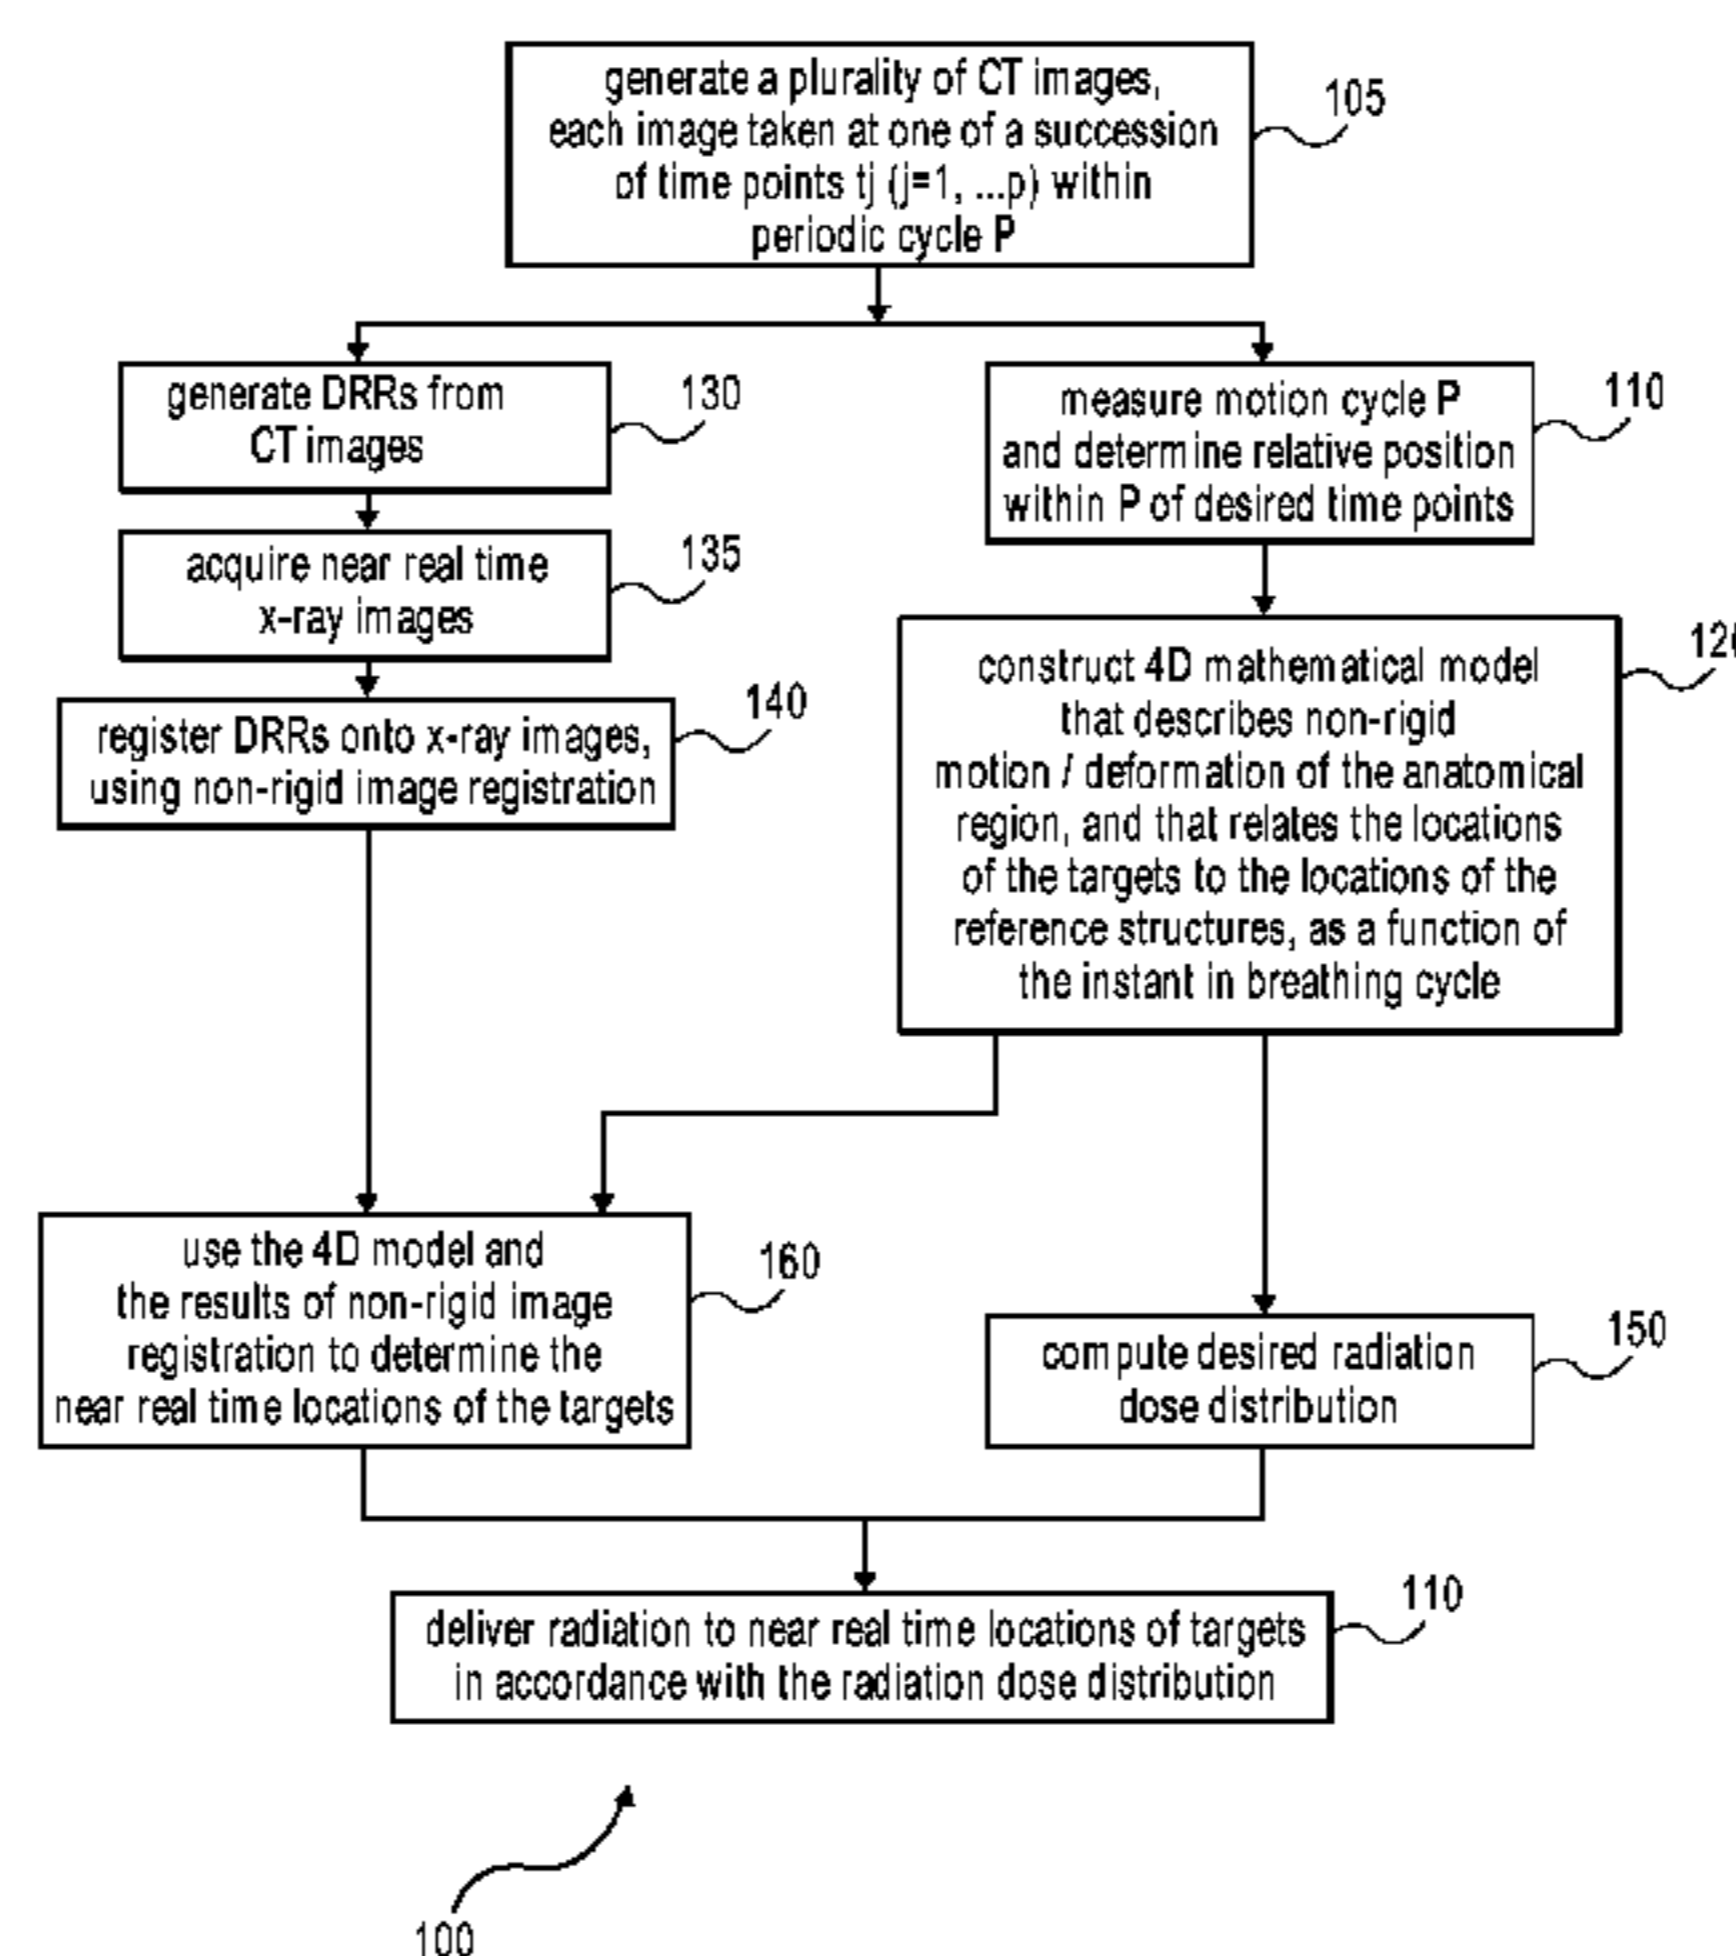 generate a plurality of CT images,
each image taken at one of a succession
of time points tj (j=1, ...p) within
periodic cycle P
105
generate DRRs from
CT images
130
measure motion cycle P
and determine relative position
within P of desired time points
110
acquire near real time
x-ray images
135
register DRRs onto x-ray images,
using non-rigid image registration
140
construct 4D mathematical model
that describes non-rigid
motion / deformation of the anatomical
region, and that relates the locations
of the targets to the locations of the
reference structures, as a function of
the instant in breathing cycle
use the 4D model and
the results of non-rigid image
registration to determine the
near real time locations of the targets
160
compute desired radiation
dose distribution
150
deliver radiation to near real time locations of targets
in accordance with the radiation dose distribution
110
100